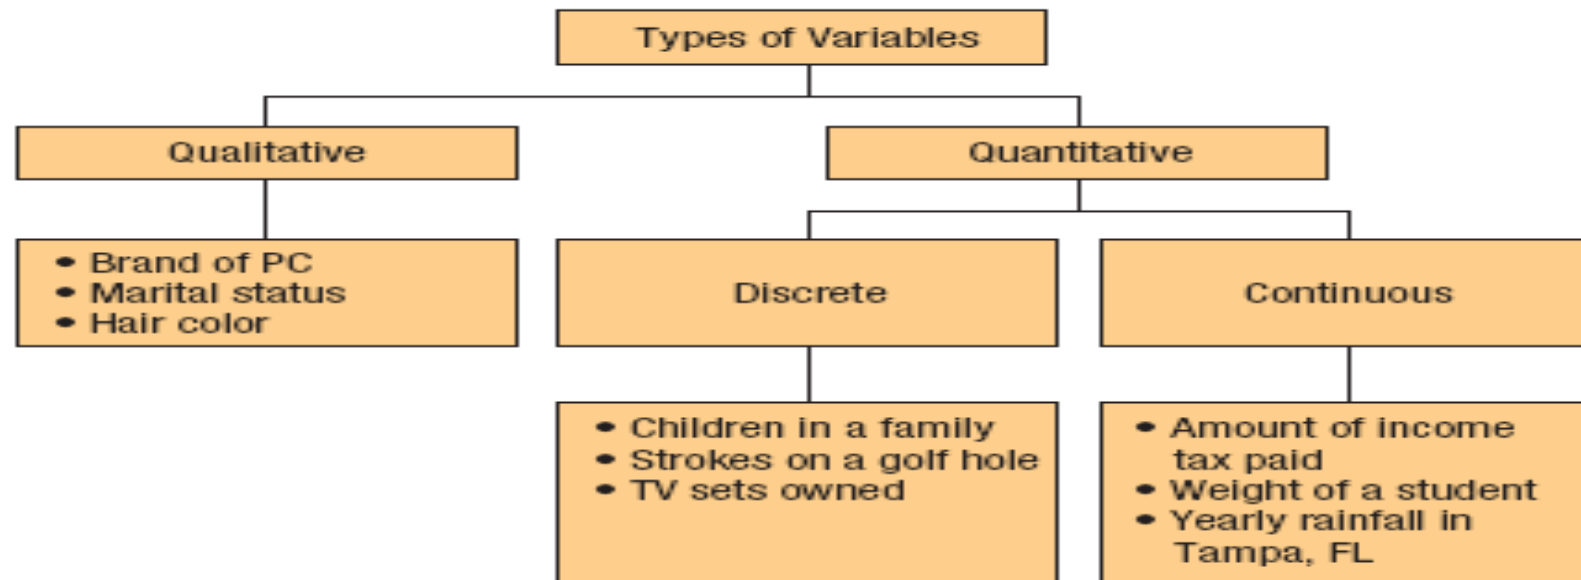 Types of Variables
Qualitative
Quantitative
• Brand of PC
• Marital status
• Hair color
Discrete
Continuous
• Children in a family
• Strokes on a golf hole
• TV sets owned
• Amount of income
tax paid
• Weight of a student
• Yearly rainfall in
Tampa, FL